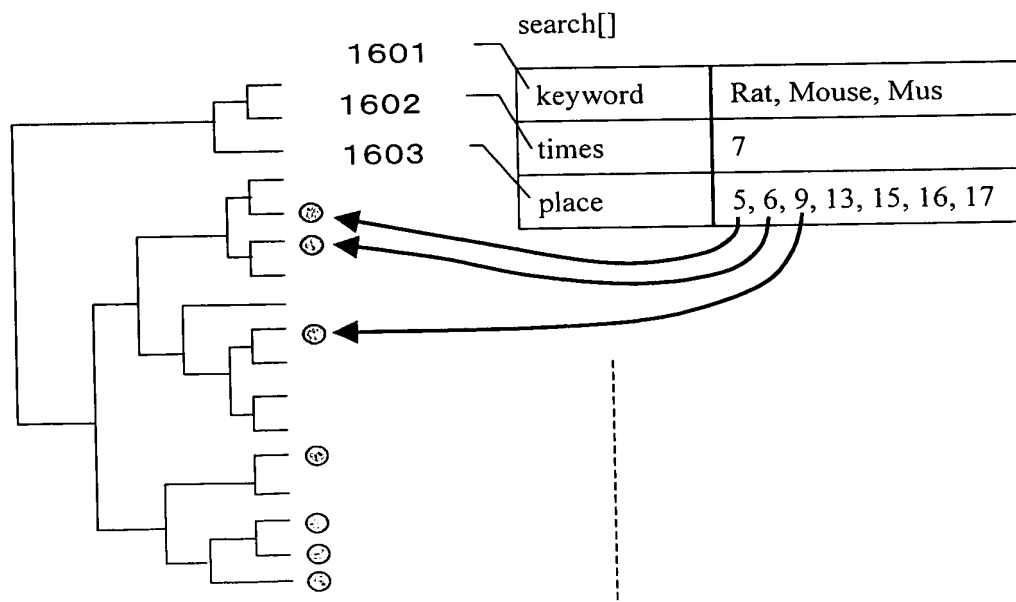 search[]
1601
keyword Rat, Mouse, Mus
1602
times 7
1603
place 5, 6, 9, 13, 15, 16, 17